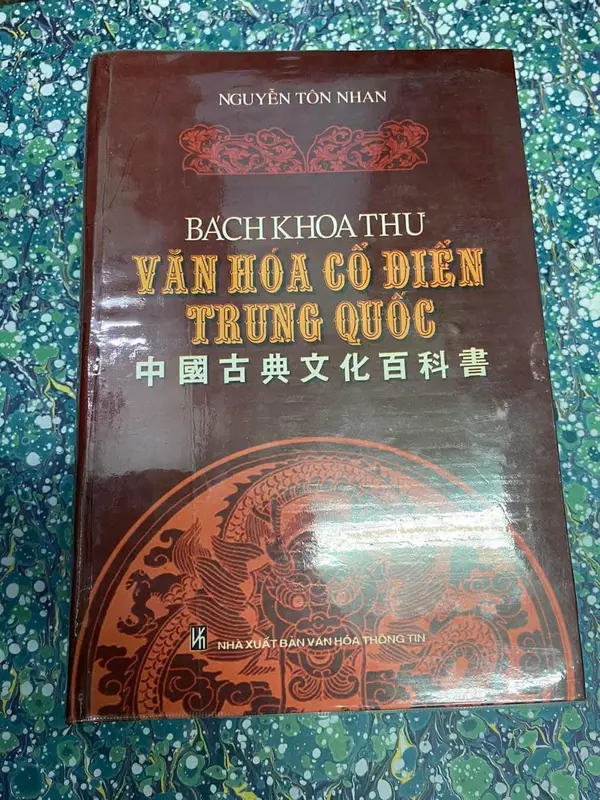 NGUYỄN TÔN NHAN
BÁCH KHOA THƯ
VĂN HÓA CỔ ĐIỂN
TRUNG QUỐC
中國古典文化百科書
NHÀ XUẤT BẢN VĂN HÓA THÔNG TIN